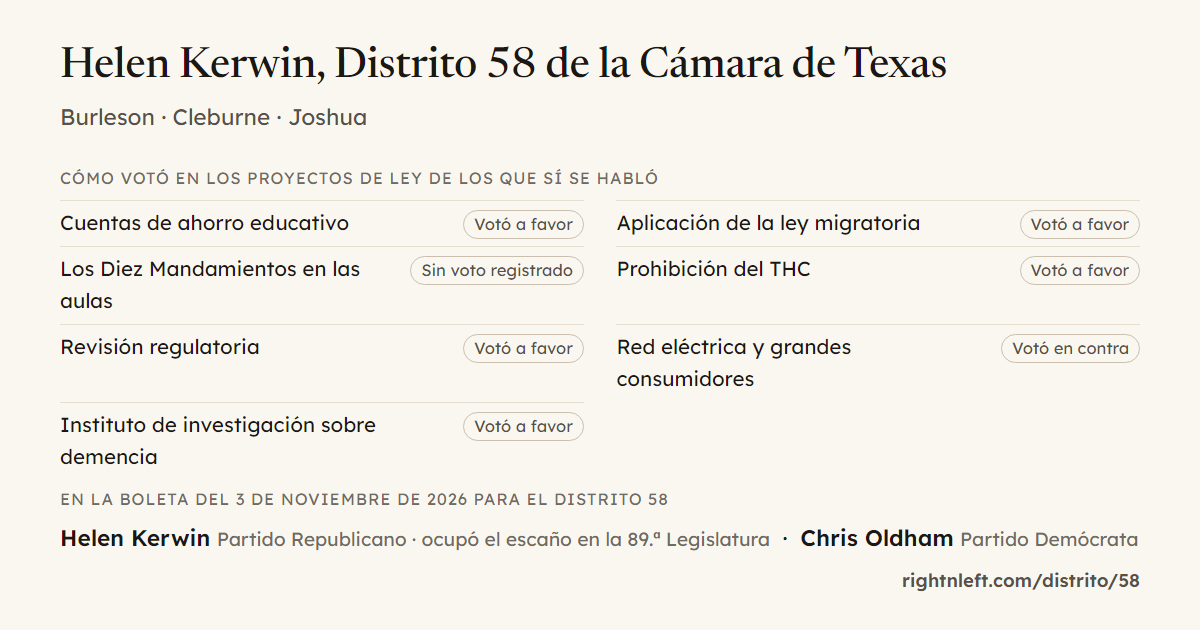 Helen Kerwin, Distrito 58 de la Cámara de Texas
Burleson · Cleburne · Joshua
CÓMO VOTÓ EN LOS PROYECTOS DE LEY DE LOS QUE SÍ SE HABLÓ
Cuentas de ahorro educativo Votó a favor
Aplicación de la ley migratoria Votó a favor
Los Diez Mandamientos en las Sin voto registrado
aulas
Prohibición del THC Votó a favor
Revisión regulatoria Votó a favor
Red eléctrica y grandes Votó en contra
consumidores
Instituto de investigación sobre Votó a favor
demencia
EN LA BOLETA DEL 3 DE NOVIEMBRE DE 2026 PARA EL DISTRITO 58
Helen Kerwin Partido Republicano · ocupó el escaño en la 89.ª Legislatura · Chris Oldham Partido Demócrata
rightnleft.com/distrito/58